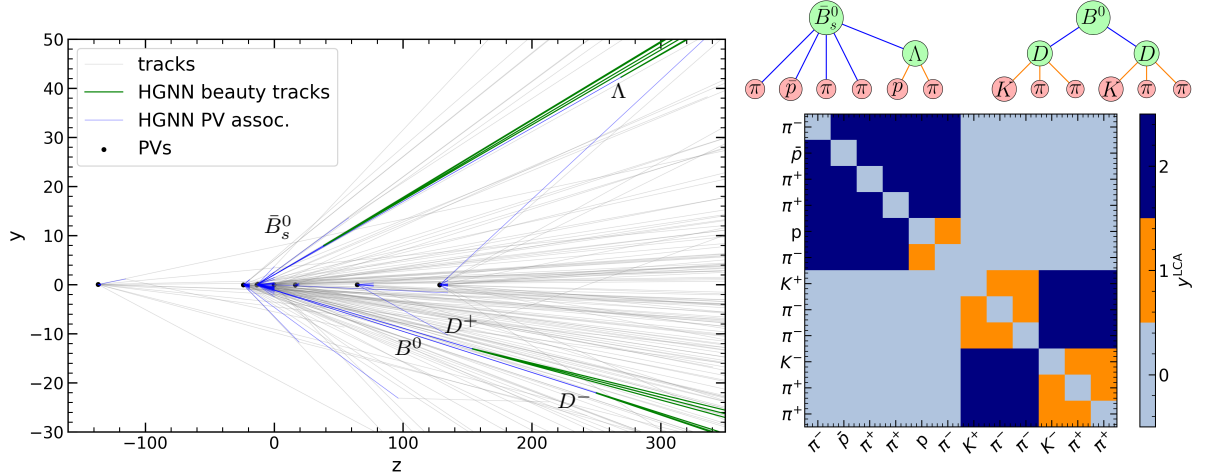 50
40
30
20
10
0
−10
−20
−30
−100 0 100 200 300
y
z
tracks
HGNN beauty tracks
HGNN PV assoc.
PVs
Λ
B̄⁰ₛ
D⁺
B⁰
D⁻
B̄⁰ₛ B⁰
Λ D D
π p̄ π π p π K π π K π π
π⁻
p̄
π⁺
π⁺
p
π⁻
K⁺
π⁻
π⁻
K⁻
π⁺
π⁺
π⁻ p̄ π⁺ π⁺ p π⁻ K⁺ π⁻ π⁻ K⁻ π⁺ π⁺
2
1
0
y^LCA